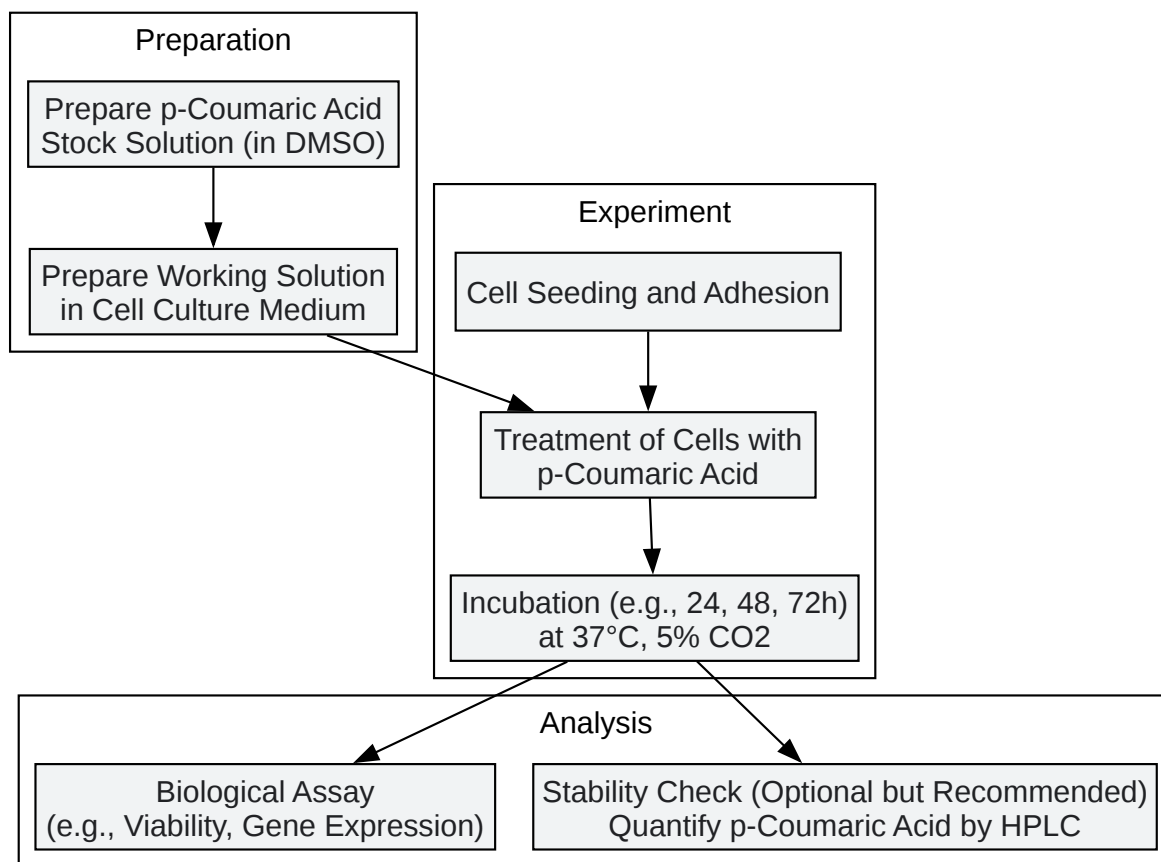 Preparation
Prepare p-Coumaric Acid
Stock Solution (in DMSO)
Prepare Working Solution
in Cell Culture Medium
Experiment
Cell Seeding and Adhesion
Treatment of Cells with
p-Coumaric Acid
Incubation (e.g., 24, 48, 72h)
at 37°C, 5% CO2
Analysis
Biological Assay
(e.g., Viability, Gene Expression)
Stability Check (Optional but Recommended)
Quantify p-Coumaric Acid by HPLC